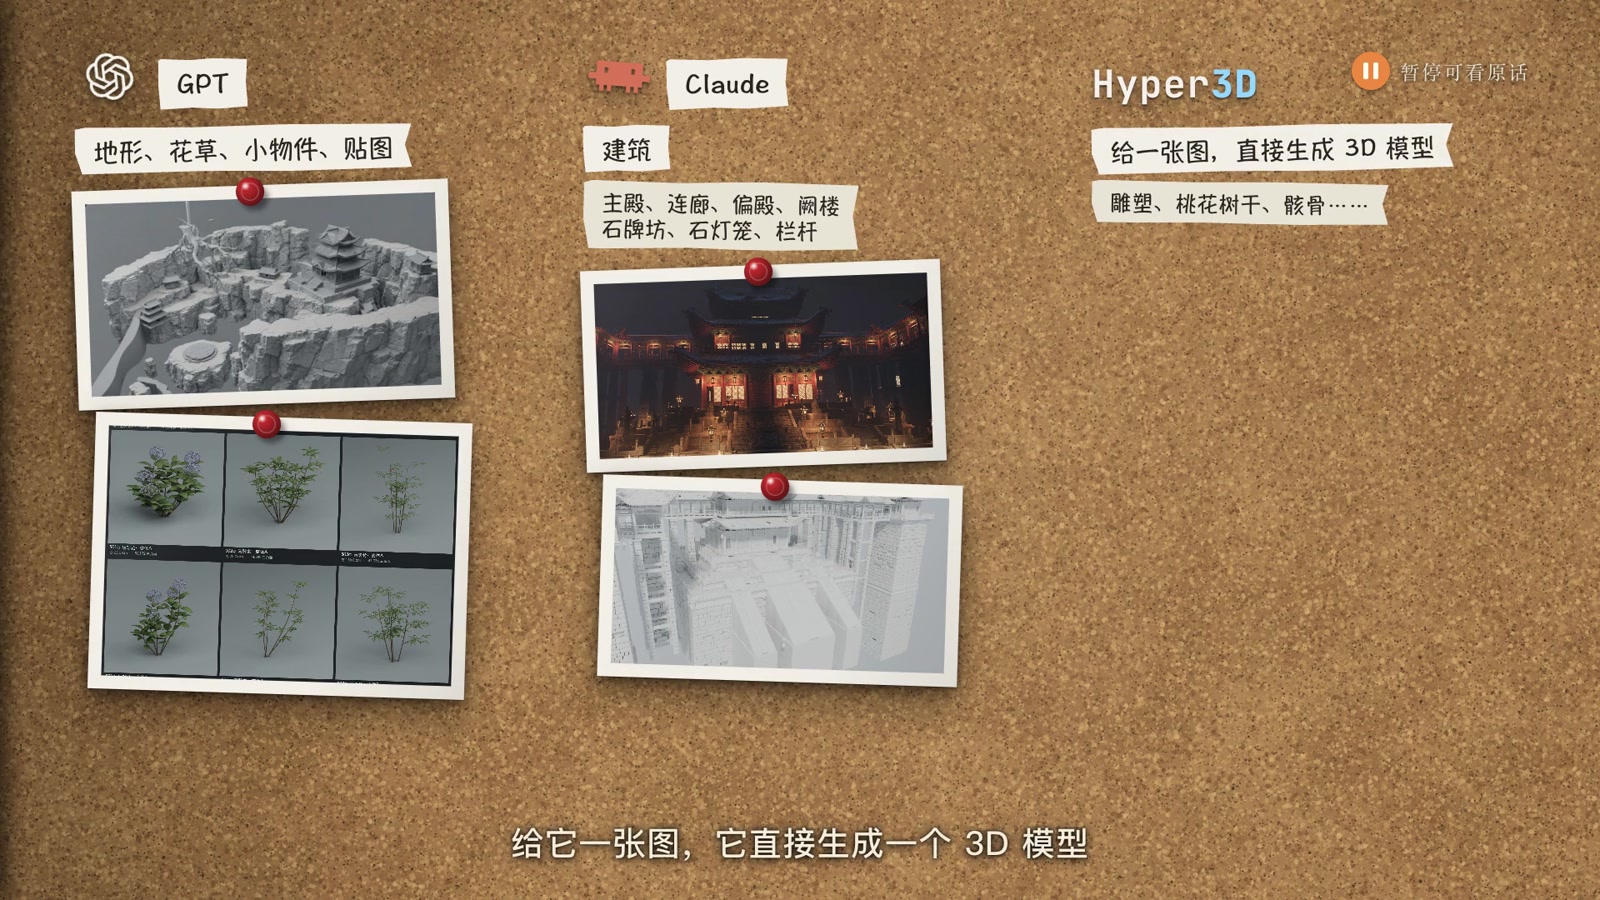 GPT
地形、花草、小物件、贴图
Claude
建筑
主殿、连廊、偏殿、阙楼
石牌坊、石灯笼、栏杆
Hyper3D
暂停可看原话
给一张图，直接生成 3D 模型
雕塑、桃花树干、骸骨……
给它一张图，它直接生成一个 3D 模型